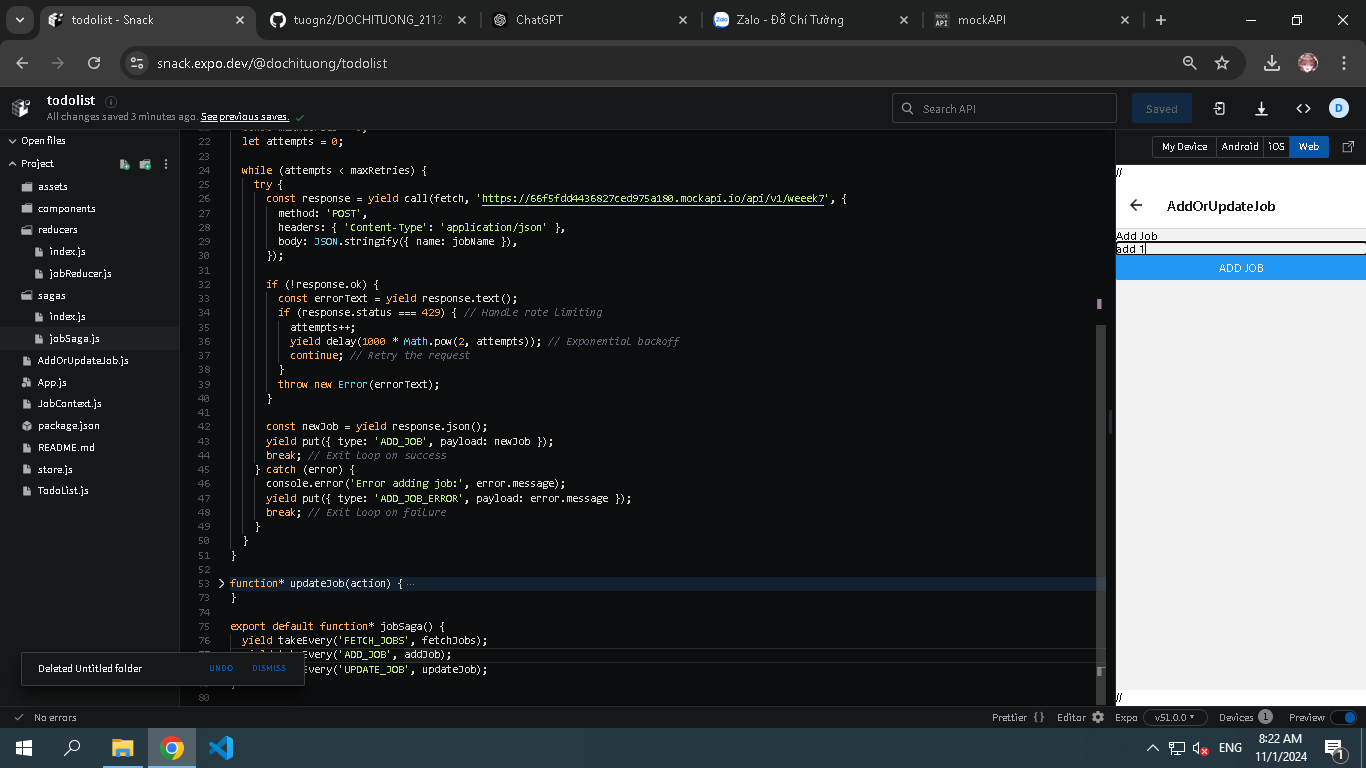 todolist - Snack
tuogn2/DOCHITUONG_2112
ChatGPT
Zalo - Đỗ Chí Tường
mockAPI
snack.expo.dev/@dochituong/todolist
todolist
All changes saved 3 minutes ago. See previous saves.
Search API
Saved
D
Open files
Project
assets
components
reducers
index.js
jobReducer.js
sagas
index.js
jobSaga.js
AddOrUpdateJob.js
App.js
JobContext.js
package.json
README.md
store.js
TodoList.js
22 let attempts = 0;
23
24 while (attempts < maxRetries) {
25 try {
26 const response = yield call(fetch, 'https://66f5fdd4436827ced975a180.mockapi.io/api/v1/weeek7', {
27 method: 'POST',
28 headers: { 'Content-Type': 'application/json' },
29 body: JSON.stringify({ name: jobName }),
30 });
31
32 if (!response.ok) {
33 const errorText = yield response.text();
34 if (response.status === 429) { // Handle rate limiting
35 attempts++;
36 yield delay(1000 * Math.pow(2, attempts)); // Exponential backoff
37 continue; // Retry the request
38 }
39 throw new Error(errorText);
40 }
41
42 const newJob = yield response.json();
43 yield put({ type: 'ADD_JOB', payload: newJob });
44 break; // Exit loop on success
45 } catch (error) {
46 console.error('Error adding job:', error.message);
47 yield put({ type: 'ADD_JOB_ERROR', payload: error.message });
48 break; // Exit loop on failure
49 }
50 }
51 }
52
53 function* updateJob(action) { ...
73 }
74
75 export default function* jobSaga() {
76 yield takeEvery('FETCH_JOBS', fetchJobs);
Every('ADD_JOB', addJob);
Every('UPDATE_JOB', updateJob);
80
Deleted Untitled folder
UNDO
DISMISS
My Device
Android
iOS
Web
//
AddOrUpdateJob
Add Job
add 1
ADD JOB
//
No errors
Prettier {}
Editor
Expo
v51.0.0
Devices
1
Preview
ENG
8:22 AM
11/1/2024
1